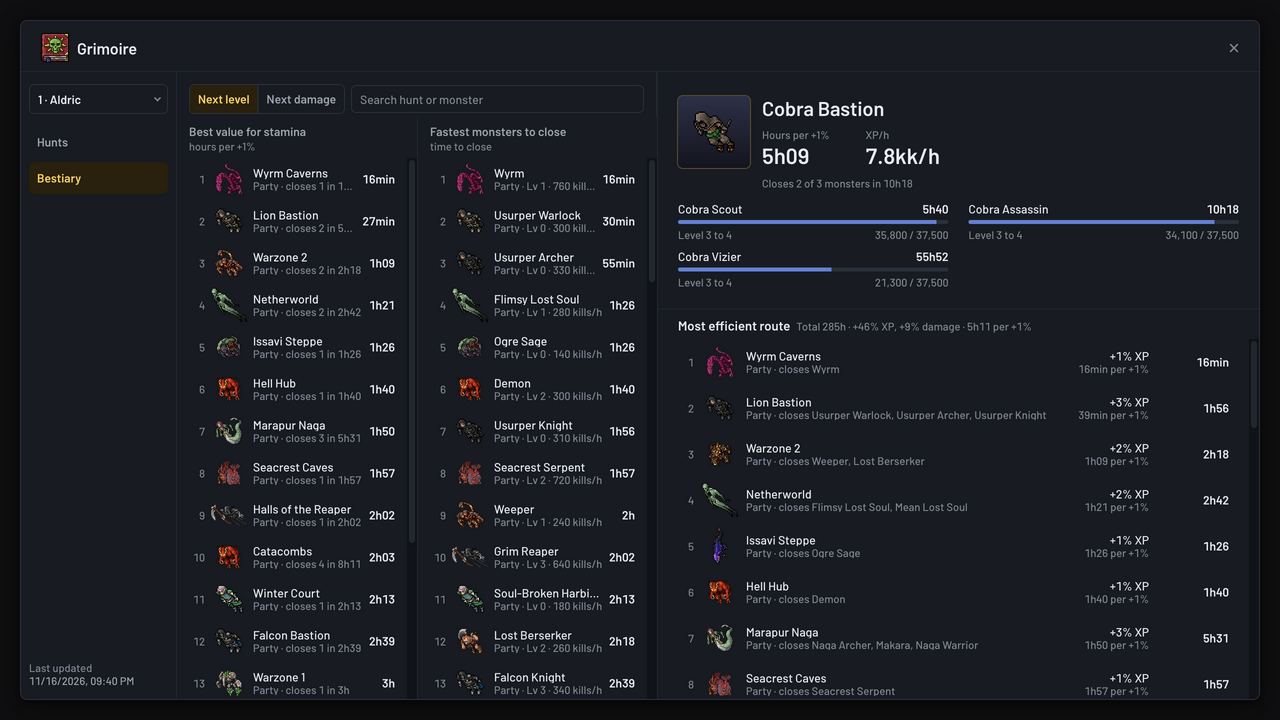 Grimoire
1 · Aldric
Hunts
Bestiary
Last updated
11/16/2026, 09:40 PM
Next level
Next damage
Search hunt or monster
Best value for stamina
hours per +1%
1
Wyrm Caverns
Party · closes 1 in 1...
16min
2
Lion Bastion
Party · closes 2 in 5...
27min
3
Warzone 2
Party · closes 2 in 2h18
1h09
4
Netherworld
Party · closes 2 in 2h42
1h21
5
Issavi Steppe
Party · closes 1 in 1h26
1h26
6
Hell Hub
Party · closes 1 in 1h40
1h40
7
Marapur Naga
Party · closes 3 in 5h31
1h50
8
Seacrest Caves
Party · closes 1 in 1h57
1h57
9
Halls of the Reaper
Party · closes 1 in 2h02
2h02
10
Catacombs
Party · closes 4 in 8h11
2h03
11
Winter Court
Party · closes 1 in 2h13
2h13
12
Falcon Bastion
Party · closes 1 in 2h39
2h39
13
Warzone 1
Party · closes 1 in 3h
3h
Fastest monsters to close
time to close
1
Wyrm
Party · Lv 1 · 760 kill...
16min
2
Usurper Warlock
Party · Lv 0 · 300 kill...
30min
3
Usurper Archer
Party · Lv 0 · 330 kill...
55min
4
Flimsy Lost Soul
Party · Lv 1 · 280 kills/h
1h26
5
Ogre Sage
Party · Lv 0 · 140 kills/h
1h26
6
Demon
Party · Lv 2 · 300 kills/h
1h40
7
Usurper Knight
Party · Lv 0 · 310 kills/h
1h56
8
Seacrest Serpent
Party · Lv 2 · 720 kills/h
1h57
9
Weeper
Party · Lv 1 · 240 kills/h
2h
10
Grim Reaper
Party · Lv 3 · 640 kills/h
2h02
11
Soul-Broken Harbi...
Party · Lv 0 · 180 kills/h
2h13
12
Lost Berserker
Party · Lv 2 · 260 kills/h
2h18
13
Falcon Knight
Party · Lv 3 · 340 kills/h
2h39
Cobra Bastion
Hours per +1%
XP/h
5h09
7.8kk/h
Closes 2 of 3 monsters in 10h18
Cobra Scout
5h40
Level 3 to 4
35,800 / 37,500
Cobra Assassin
10h18
Level 3 to 4
34,100 / 37,500
Cobra Vizier
55h52
Level 3 to 4
21,300 / 37,500
Most efficient route Total 285h · +46% XP, +9% damage · 5h11 per +1%
1
Wyrm Caverns
Party · closes Wyrm
+1% XP
16min per +1%
16min
2
Lion Bastion
Party · closes Usurper Warlock, Usurper Archer, Usurper Knight
+3% XP
39min per +1%
1h56
3
Warzone 2
Party · closes Weeper, Lost Berserker
+2% XP
1h09 per +1%
2h18
4
Netherworld
Party · closes Flimsy Lost Soul, Mean Lost Soul
+2% XP
1h21 per +1%
2h42
5
Issavi Steppe
Party · closes Ogre Sage
+1% XP
1h26 per +1%
1h26
6
Hell Hub
Party · closes Demon
+1% XP
1h40 per +1%
1h40
7
Marapur Naga
Party · closes Naga Archer, Makara, Naga Warrior
+3% XP
1h50 per +1%
5h31
8
Seacrest Caves
Party · closes Seacrest Serpent
+1% XP
1h57 per +1%
1h57